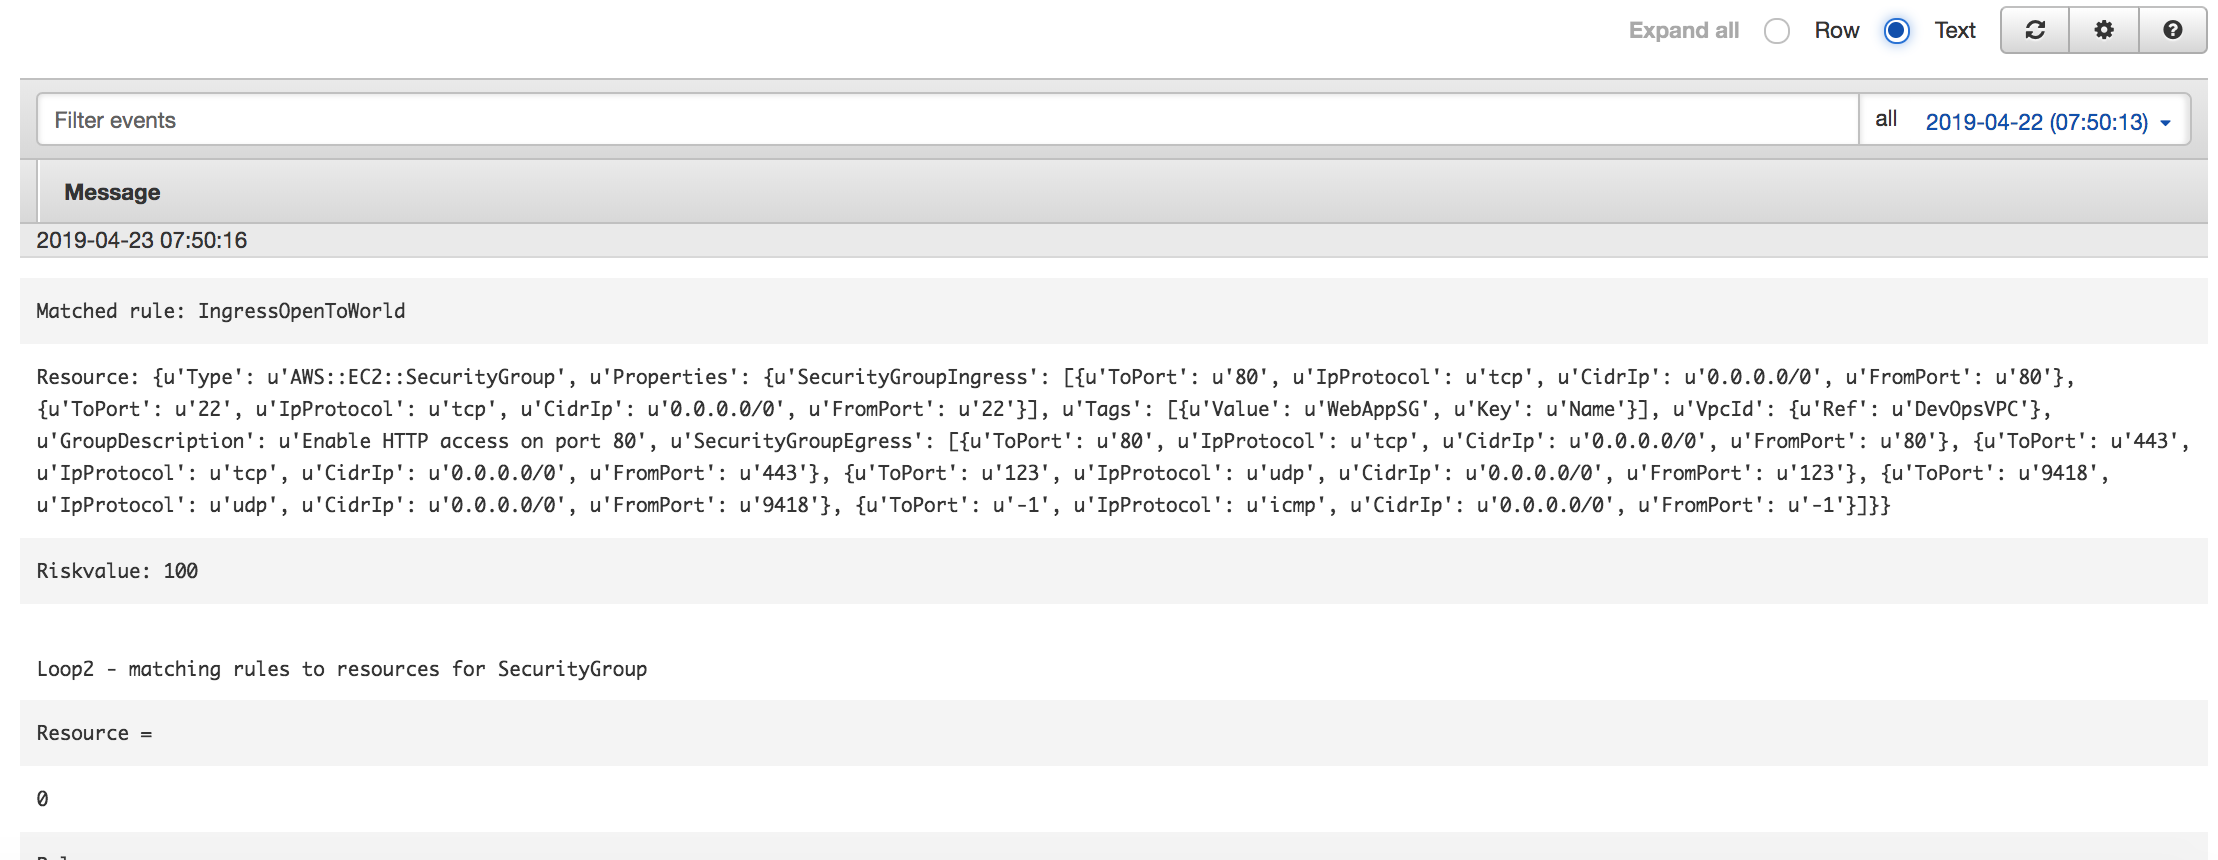 Expand all Row Text
Filter events all 2019-04-22 (07:50:13)
Message
2019-04-23 07:50:16
Matched rule: IngressOpenToWorld
Resource: {u'Type': u'AWS::EC2::SecurityGroup', u'Properties': {u'SecurityGroupIngress': [{u'ToPort': u'80', u'IpProtocol': u'tcp', u'CidrIp': u'0.0.0.0/0', u'FromPort': u'80'},
{u'ToPort': u'22', u'IpProtocol': u'tcp', u'CidrIp': u'0.0.0.0/0', u'FromPort': u'22'}], u'Tags': [{u'Value': u'WebAppSG', u'Key': u'Name'}], u'VpcId': {u'Ref': u'DevOpsVPC'},
u'GroupDescription': u'Enable HTTP access on port 80', u'SecurityGroupEgress': [{u'ToPort': u'80', u'IpProtocol': u'tcp', u'CidrIp': u'0.0.0.0/0', u'FromPort': u'80'}, {u'ToPort': u'443',
u'IpProtocol': u'tcp', u'CidrIp': u'0.0.0.0/0', u'FromPort': u'443'}, {u'ToPort': u'123', u'IpProtocol': u'udp', u'CidrIp': u'0.0.0.0/0', u'FromPort': u'123'}, {u'ToPort': u'9418',
u'IpProtocol': u'udp', u'CidrIp': u'0.0.0.0/0', u'FromPort': u'9418'}, {u'ToPort': u'-1', u'IpProtocol': u'icmp', u'CidrIp': u'0.0.0.0/0', u'FromPort': u'-1'}]}}
Riskvalue: 100
Loop2 - matching rules to resources for SecurityGroup
Resource =
0